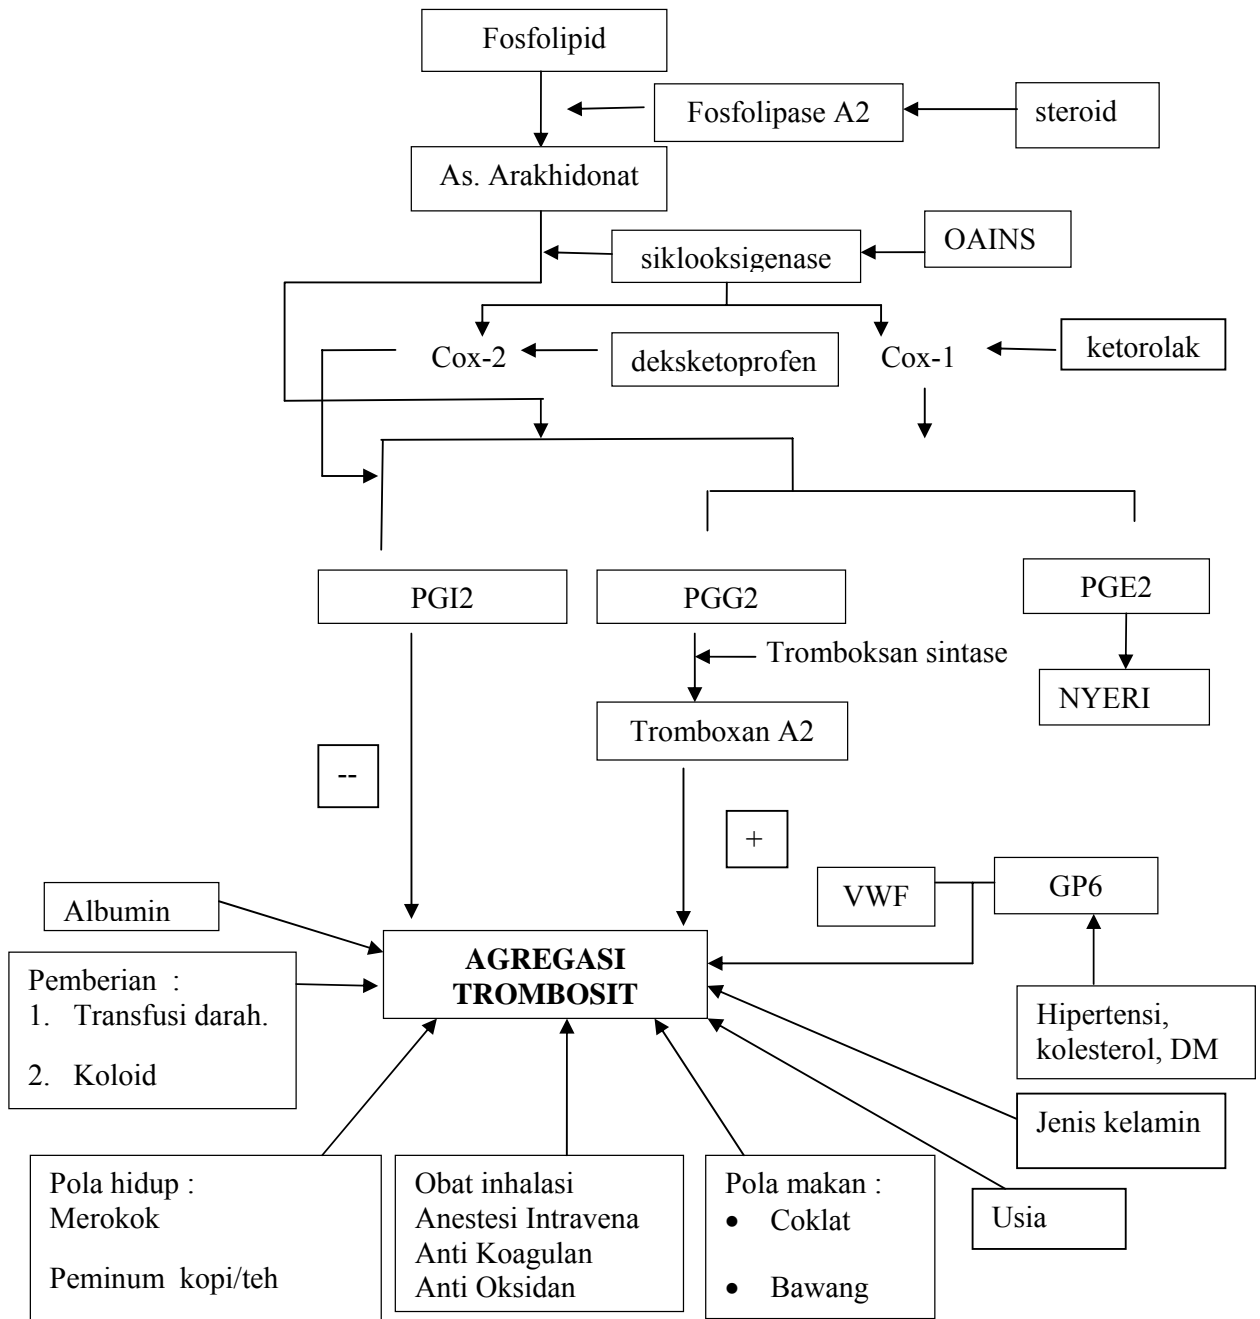 Fosfolipid
Fosfolipase A2
steroid
As. Arakhidonat
siklooksigenase
OAINS
Cox-2
deksketoprofen
Cox-1
ketorolak
PGI2
PGG2
PGE2
Tromboksan sintase
NYERI
Tromboxan A2
--
+
VWF
GP6
Albumin
AGREGASI
TROMBOSIT
Pemberian :
1. Transfusi darah.
2. Koloid
Hipertensi,
kolesterol, DM
Jenis kelamin
Usia
Pola hidup :
Merokok
Peminum kopi/teh
Obat inhalasi
Anestesi Intravena
Anti Koagulan
Anti Oksidan
Pola makan :
• Coklat
• Bawang